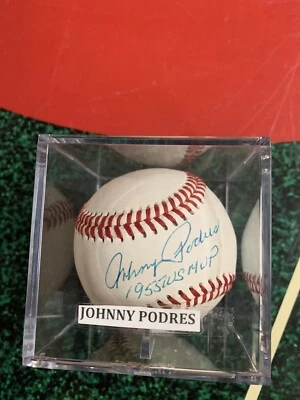 Johnny Podres
1955 WS MVP
JOHNNY PODRES